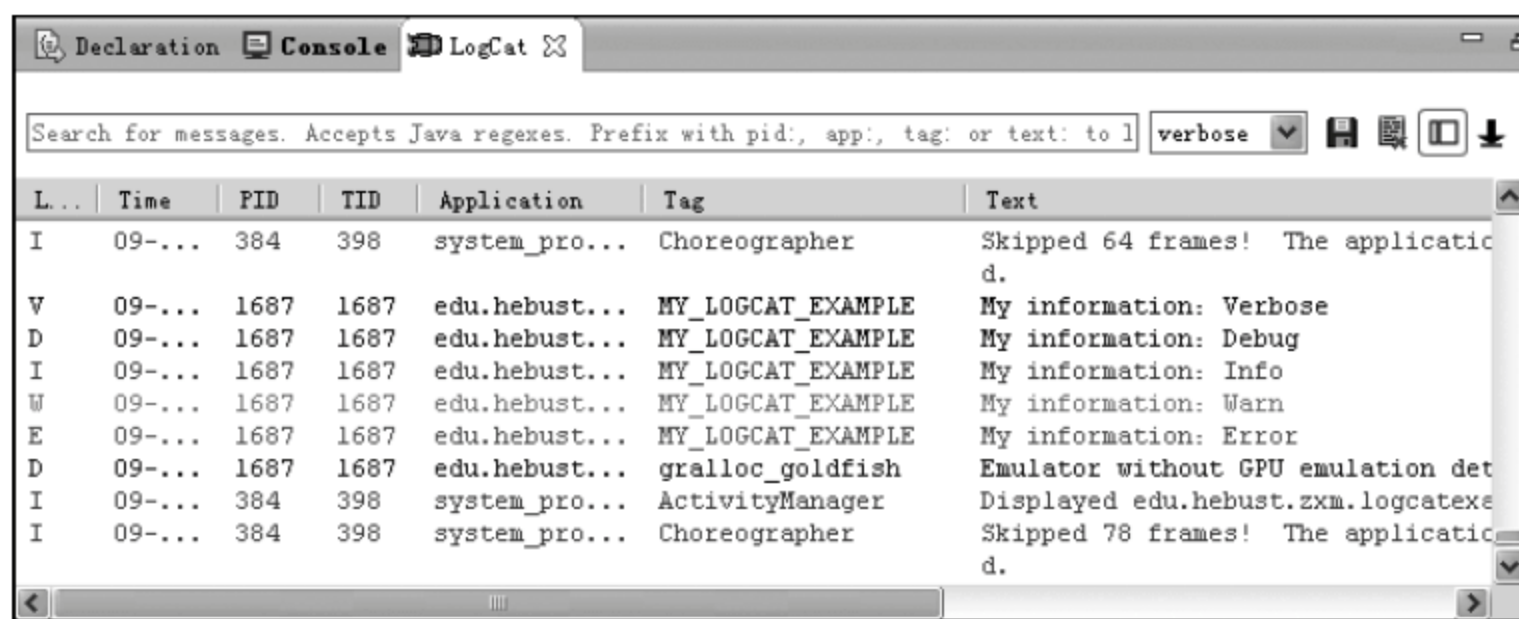 Declaration Console LogCat
Search for messages. Accepts Java regexes. Prefix with pid:, app:, tag: or text: to l verbose
L... Time PID TID Application Tag Text
I 09-... 384 398 system_pro... Choreographer Skipped 64 frames! The applicatic
d.
V 09-... 1687 1687 edu.hebust... MY_LOGCAT_EXAMPLE My information: Verbose
D 09-... 1687 1687 edu.hebust... MY_LOGCAT_EXAMPLE My information: Debug
I 09-... 1687 1687 edu.hebust... MY_LOGCAT_EXAMPLE My information: Info
W 09-... 1687 1687 edu.hebust... MY_LOGCAT_EXAMPLE My information: Warn
E 09-... 1687 1687 edu.hebust... MY_LOGCAT_EXAMPLE My information: Error
D 09-... 1687 1687 edu.hebust... gralloc_goldfish Emulator without GPU emulation det
I 09-... 384 398 system_pro... ActivityManager Displayed edu.hebust.zxm.logcatexa
I 09-... 384 398 system_pro... Choreographer Skipped 78 frames! The applicatic
d.